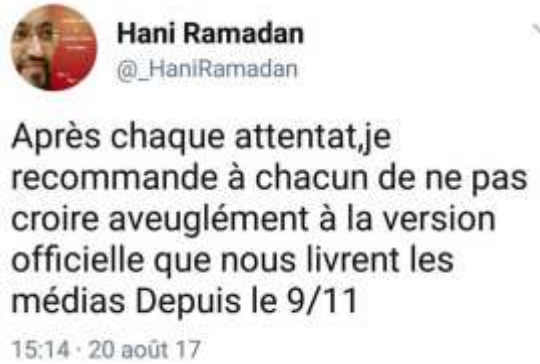 Hani Ramadan
@_HaniRamadan
Après chaque attentat,je
recommande à chacun de ne pas
croire aveuglément à la version
officielle que nous livrent les
médias Depuis le 9/11
15:14 · 20 août 17